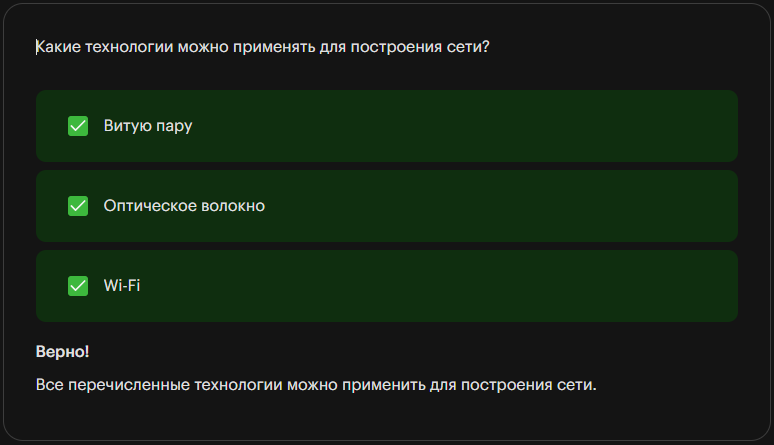 Какие технологии можно применять для построения сети?
Витую пару
Оптическое волокно
Wi-Fi
Верно!
Все перечисленные технологии можно применить для построения сети.